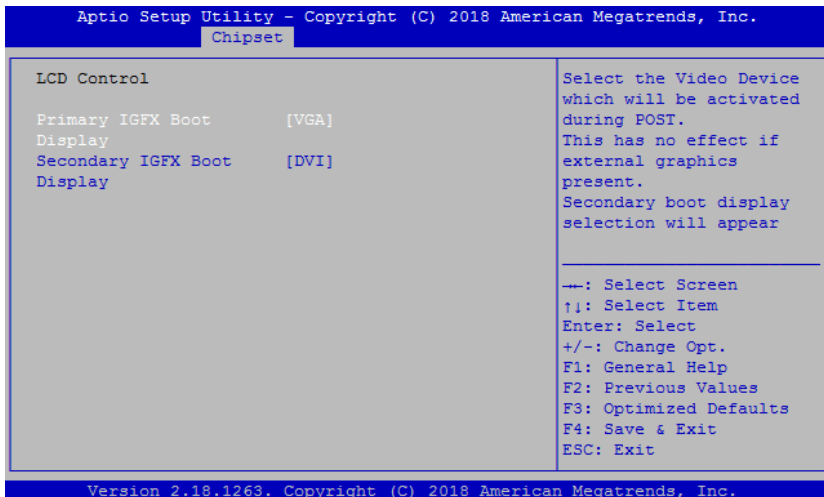 Aptio Setup Utility – Copyright (C) 2018 American Megatrends, Inc.
Chipset
LCD Control
Primary IGFX Boot Display [VGA]
Secondary IGFX Boot Display [DVI]
Select the Video Device
which will be activated
during POST.
This has no effect if
external graphics
present.
Secondary boot display
selection will appear
→←: Select Screen
↑↓: Select Item
Enter: Select
+/-: Change Opt.
F1: General Help
F2: Previous Values
F3: Optimized Defaults
F4: Save & Exit
ESC: Exit
Version 2.18.1263. Copyright (C) 2018 American Megatrends, Inc.